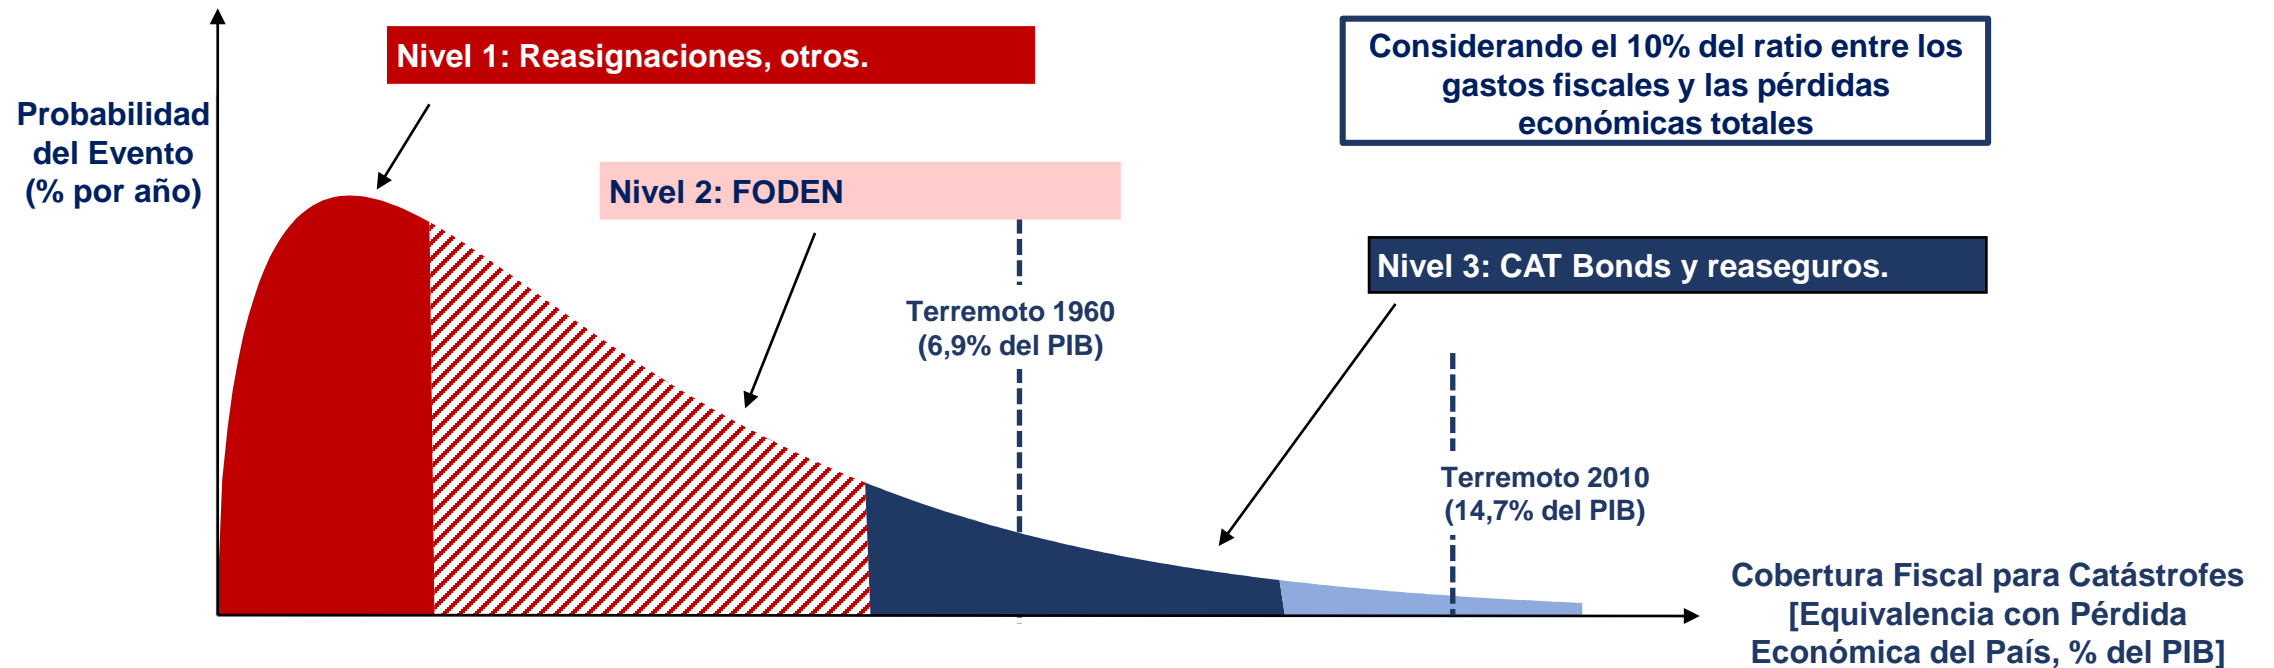 Nivel 1: Reasignaciones, otros.
Considerando el 10% del ratio entre los
gastos fiscales y las pérdidas
económicas totales
Probabilidad
del Evento
(% por año)
Nivel 2: FODEN
Nivel 3: CAT Bonds y reaseguros.
Terremoto 1960
(6,9% del PIB)
Terremoto 2010
(14,7% del PIB)
Cobertura Fiscal para Catástrofes
[Equivalencia con Pérdida
Económica del País, % del PIB]